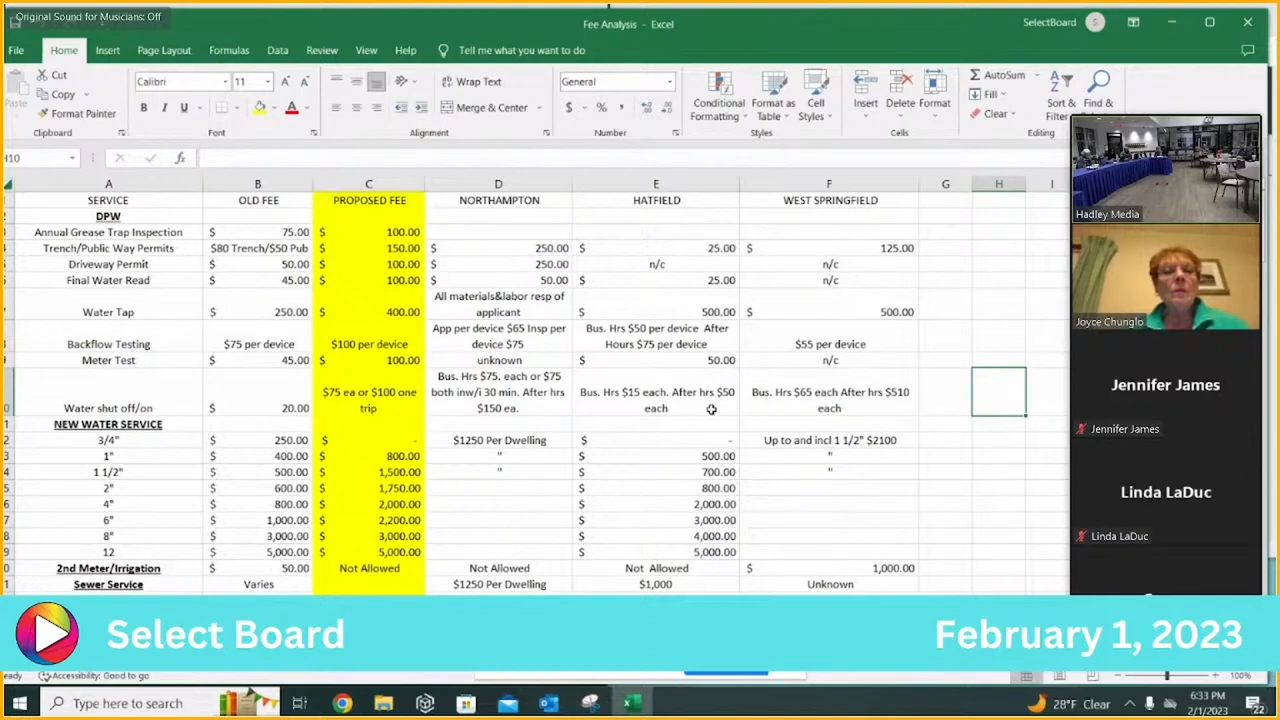 Original Sound for Musicians: Off
Fee Analysis - Excel
SelectBoard S
File Home Insert Page Layout Formulas Data Review View Help Tell me what you want to do
Cut
Copy
Paste
Format Painter
Clipboard
Calibri 11 A A
B I U A
Font
Wrap Text
Merge & Center
Alignment
General
$ % ,
Number
Conditional Formatting Format as Table Cell Styles
Styles
Insert Delete Format
Cells
AutoSum
Fill
Clear
Sort & Filter Find &
Editing
H10 fx
A B C D E F G H I
SERVICE OLD FEE PROPOSED FEE NORTHAMPTON HATFIELD WEST SPRINGFIELD
2 DPW
Annual Grease Trap Inspection $ 75.00 $ 100.00
Trench/Public Way Permits $80 Trench/$50 Pub $ 150.00 $ 250.00 $ 25.00 $ 125.00
Driveway Permit $ 50.00 $ 100.00 $ 250.00 n/c n/c
Final Water Read $ 45.00 $ 100.00 $ 50.00 $ 25.00 n/c
Water Tap $ 250.00 $ 400.00 All materials&labor resp of applicant $ 500.00 $ 500.00
Backflow Testing $75 per device $100 per device App per device $65 Insp per device $75 unknown Bus. Hrs $50 per device After Hours $75 per device $55 per device
Meter Test $ 45.00 $ 100.00 $ 50.00 n/c
Water shut off/on $ 20.00 $75 ea or $100 one trip Bus. Hrs $75. each or $75 both inw/i 30 min. After hrs $150 ea. Bus. Hrs $15 each. After hrs $50 each Bus. Hrs $65 each After hrs $510 each
NEW WATER SERVICE
3/4" $ 250.00 $ - $1250 Per Dwelling $ - Up to and incl 1 1/2" $2100
1" $ 400.00 $ 800.00 " $ 500.00 "
1 1/2" $ 500.00 $ 1,500.00 " $ 700.00 "
2" $ 600.00 $ 1,750.00 $ 800.00
4" $ 800.00 $ 2,000.00 $ 2,000.00
6" $ 1,000.00 $ 2,200.00 $ 3,000.00
8" $ 3,000.00 $ 3,000.00 $ 4,000.00
12 $ 5,000.00 $ 5,000.00 $ 5,000.00
2nd Meter/Irrigation $ 50.00 Not Allowed Not Allowed Not Allowed $ 1,000.00
Sewer Service Varies $1250 Per Dwelling $1,000 Unknown
Hadley Media
Joyce Chunglo
Jennifer James
Jennifer James
Linda LaDuc
Linda LaDuc
Select Board February 1, 2023
Accessibility: Good to go
100%
Type here to search
28°F Clear
6:33 PM
2/1/2023
22